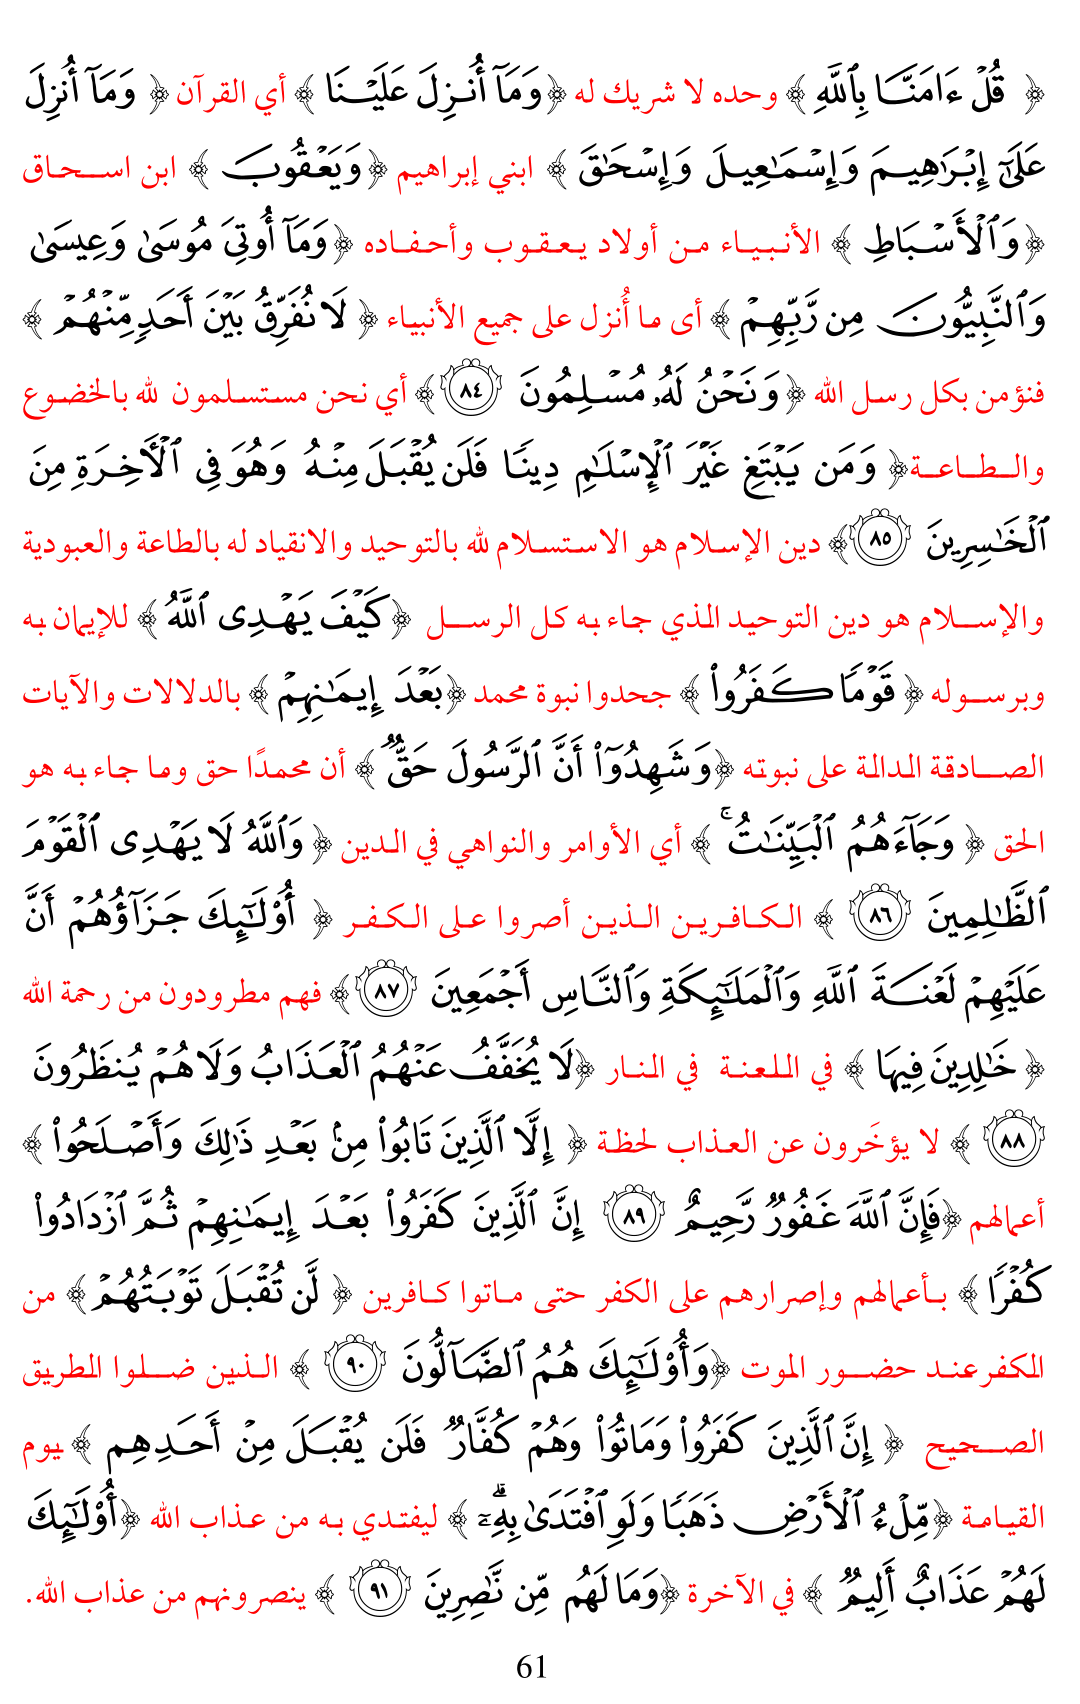 ﴿ قُلْ ءَامَنَّا بِٱللَّهِ ﴾ وحده لا شريك له ﴿وَمَآ أُنزِلَ عَلَيْنَا ﴾ أي القرآن ﴿ وَمَآ أُنزِلَ
عَلَىٰٓ إِبْرَٰهِيمَ وَإِسْمَٰعِيلَ وَإِسْحَٰقَ ﴾ ابني إبراهيم ﴿وَيَعْقُوبَ ﴾ ابن اسحاق
﴿وَٱلْأَسْبَاطِ ﴾ الأنبياء من أولاد يعقوب وأحفاده ﴿وَمَآ أُوتِىَ مُوسَىٰ وَعِيسَىٰ
وَٱلنَّبِيُّونَ مِن رَّبِّهِمْ ﴾ أى ما أُنزل على جميع الأنبياء ﴿ لَا نُفَرِّقُ بَيْنَ أَحَدٍ مِّنْهُمْ ﴾
فنؤمن بكل رسل الله ﴿وَنَحْنُ لَهُۥ مُسْلِمُونَ ٨٤﴾ أي نحن مستسلمون لله بالخضوع
والطاعة﴿ وَمَن يَبْتَغِ غَيْرَ ٱلْإِسْلَٰمِ دِينًا فَلَن يُقْبَلَ مِنْهُ وَهُوَ فِى ٱلْأَخِرَةِ مِنَ
ٱلْخَٰسِرِينَ ٨٥﴾ دين الإسلام هو الاستسلام لله بالتوحيد والانقياد له بالطاعة والعبودية
والإسلام هو دين التوحيد الذي جاء به كل الرسل ﴿كَيْفَ يَهْدِى ٱللَّهُ ﴾ للإيمان به
وبرسوله ﴿ قَوْمًا كَفَرُوا۟ ﴾ جحدوا نبوة محمد ﴿بَعْدَ إِيمَٰنِهِمْ ﴾ بالدلالات والآيات
الصادقة الدالة على نبوته ﴿وَشَهِدُوٓا۟ أَنَّ ٱلرَّسُولَ حَقٌّ﴾ أن محمدًا حق وما جاء به هو
الحق ﴿ وَجَآءَهُمُ ٱلْبَيِّنَٰتُ ۚ ﴾ أي الأوامر والنواهي في الدين ﴿ وَٱللَّهُ لَا يَهْدِى ٱلْقَوْمَ
ٱلظَّٰلِمِينَ ٨٦ ﴾ الكافرين الذين أصروا على الكفر ﴿ أُو۟لَٰٓئِكَ جَزَآؤُهُمْ أَنَّ
عَلَيْهِمْ لَعْنَةَ ٱللَّهِ وَٱلْمَلَٰٓئِكَةِ وَٱلنَّاسِ أَجْمَعِينَ ٨٧﴾ فهم مطرودون من رحمة الله
﴿ خَٰلِدِينَ فِيهَا ﴾ في اللعنة في النار ﴿لَا يُخَفَّفُ عَنْهُمُ ٱلْعَذَابُ وَلَا هُمْ يُنظَرُونَ
٨٨ ﴾ لا يؤخَرون عن العذاب لحظة ﴿ إِلَّا ٱلَّذِينَ تَابُوا۟ مِنۢ بَعْدِ ذَٰلِكَ وَأَصْلَحُوا۟ ﴾
أعمالهم ﴿فَإِنَّ ٱللَّهَ غَفُورٌ رَّحِيمٌ ٨٩ إِنَّ ٱلَّذِينَ كَفَرُوا۟ بَعْدَ إِيمَٰنِهِمْ ثُمَّ ٱزْدَادُوا۟
كُفْرًا ﴾ بأعمالهم وإصرارهم على الكفر حتى ماتوا كافرين ﴿ لَّن تُقْبَلَ تَوْبَتُهُمْ﴾ من
الكفر عند حضور الموت ﴿وَأُو۟لَٰٓئِكَ هُمُ ٱلضَّآلُّونَ ٩٠ ﴾ الذين ضلوا الطريق
الصحيح ﴿ إِنَّ ٱلَّذِينَ كَفَرُوا۟ وَمَاتُوا۟ وَهُمْ كُفَّارٌ فَلَن يُقْبَلَ مِنْ أَحَدِهِم ﴾ يوم
القيامة ﴿مِّلْءُ ٱلْأَرْضِ ذَهَبًا وَلَوِ ٱفْتَدَىٰ بِهِۦٓ ۗ ﴾ ليفتدي به من عذاب الله ﴿أُو۟لَٰٓئِكَ
لَهُمْ عَذَابٌ أَلِيمٌ ﴾ في الآخرة ﴿وَمَا لَهُم مِّن نَّٰصِرِينَ ٩١ ﴾ ينصرونهم من عذاب الله.
61